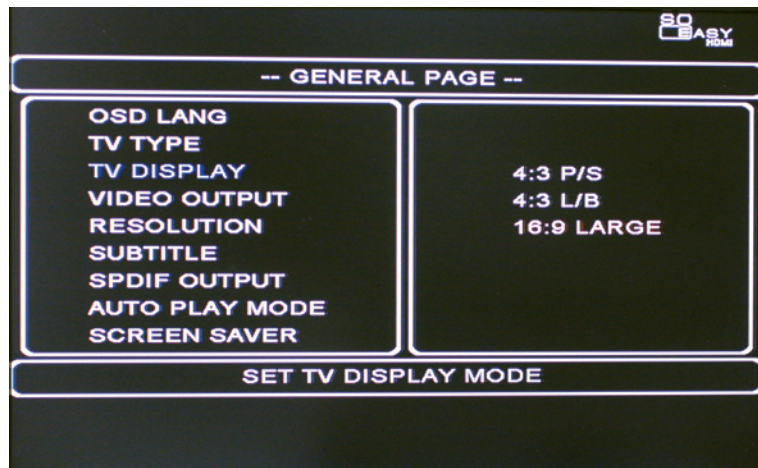 SO
EASY
HDMI
-- GENERAL PAGE --
OSD LANG
TV TYPE
TV DISPLAY
VIDEO OUTPUT
RESOLUTION
SUBTITLE
SPDIF OUTPUT
AUTO PLAY MODE
SCREEN SAVER
4:3 P/S
4:3 L/B
16:9 LARGE
SET TV DISPLAY MODE